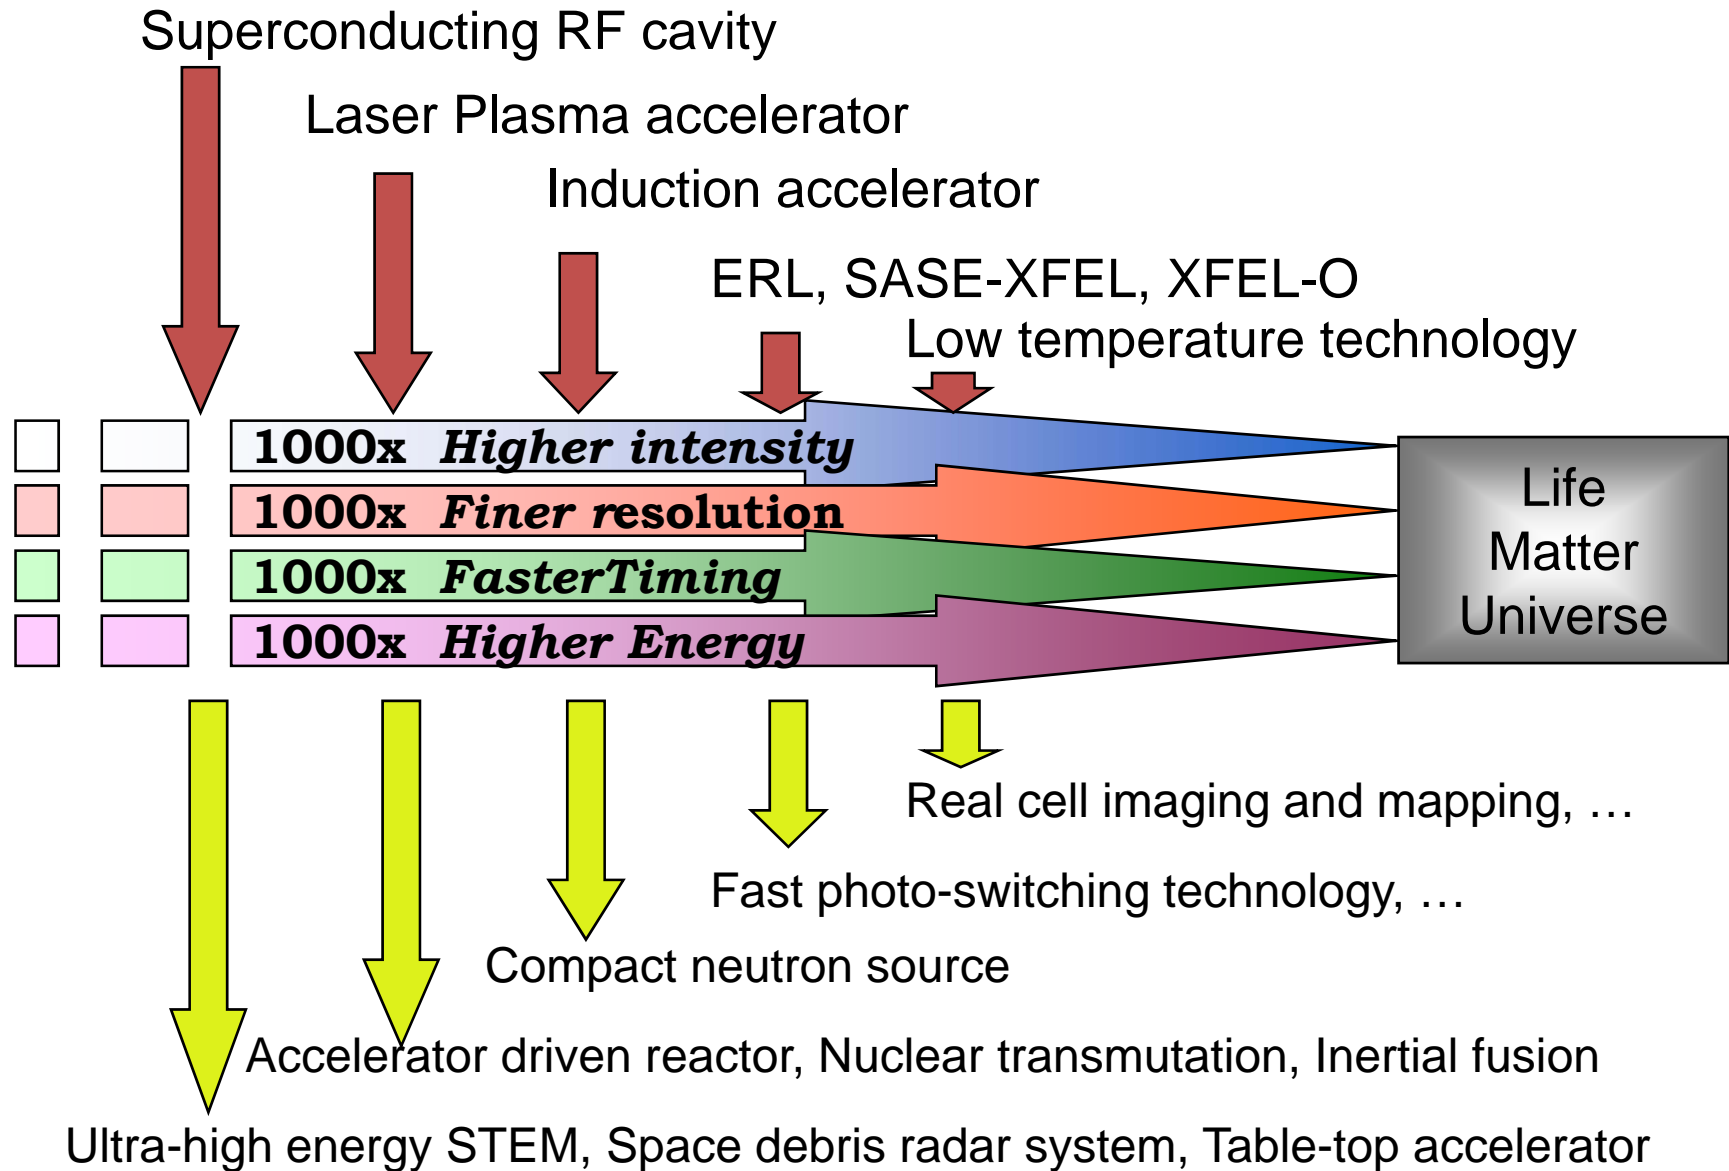 Superconducting RF cavity
Laser Plasma accelerator
Induction accelerator
ERL, SASE-XFEL, XFEL-O
Low temperature technology
1000x Higher intensity
1000x Finer resolution
1000x FasterTiming
1000x Higher Energy
Life
Matter
Universe
Real cell imaging and mapping, …
Fast photo-switching technology, …
Compact neutron source
Accelerator driven reactor, Nuclear transmutation, Inertial fusion
Ultra-high energy STEM, Space debris radar system, Table-top accelerator